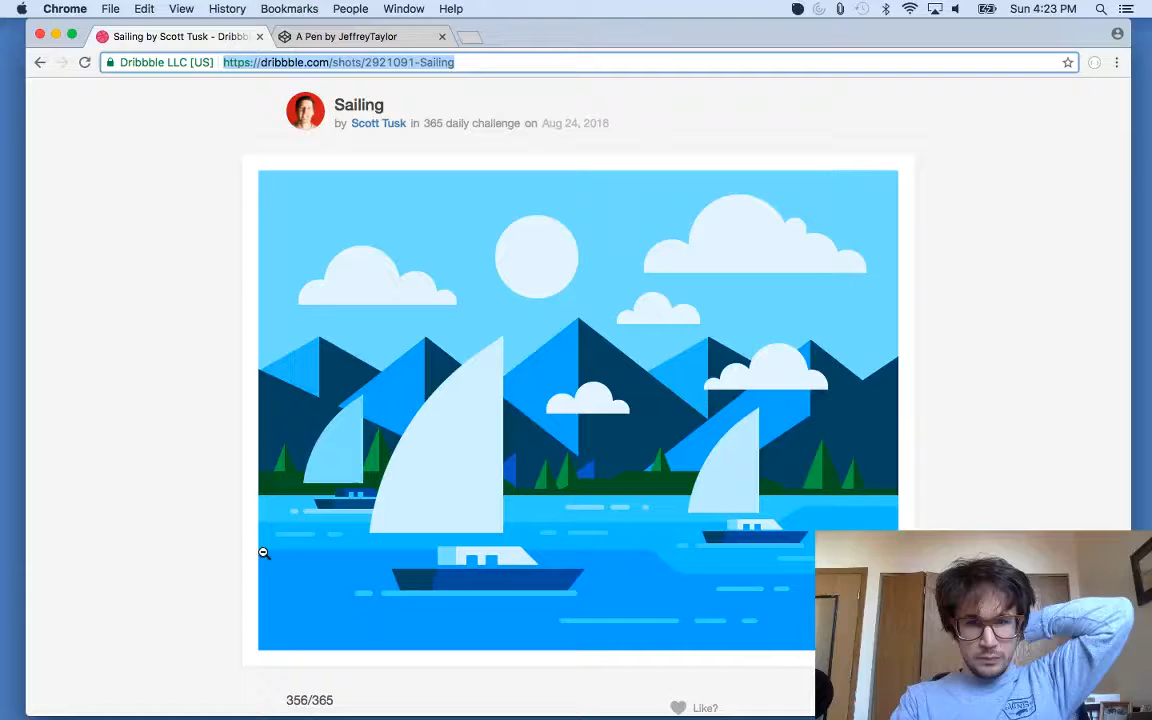 Chrome File Edit View History Bookmarks People Window Help Sun 4:23 PM
Sailing by Scott Tusk - Dribbb
A Pen by JeffreyTaylor
Dribbble LLC [US] https://dribbble.com/shots/2921091-Sailing
Sailing
by Scott Tusk in 365 daily challenge on Aug 24, 2016
356/365
Like?